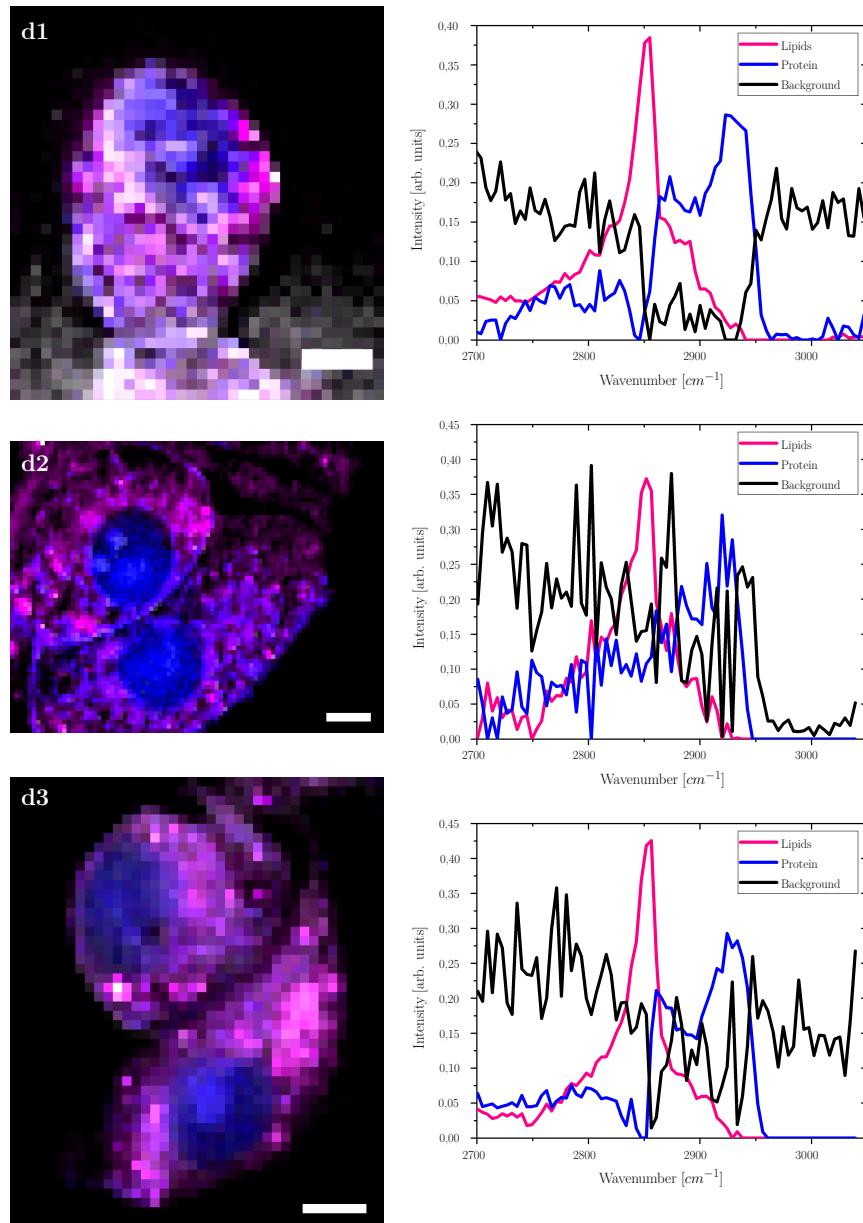 d1
0.40
0.35
0.30
0.25
0.20
0.15
0.10
0.05
0.00
Intensity [arb. units]
Lipids
Protein
Background
2700 2800 2900 3000
Wavenumber [cm⁻¹]
d2
0.45
0.40
0.35
0.30
0.25
0.20
0.15
0.10
0.05
0.00
Intensity [arb. units]
Lipids
Protein
Background
2700 2800 2900 3000
Wavenumber [cm⁻¹]
d3
0.45
0.40
0.35
0.30
0.25
0.20
0.15
0.10
0.05
0.00
Intensity [arb. units]
Lipids
Protein
Background
2700 2800 2900 3000
Wavenumber [cm⁻¹]